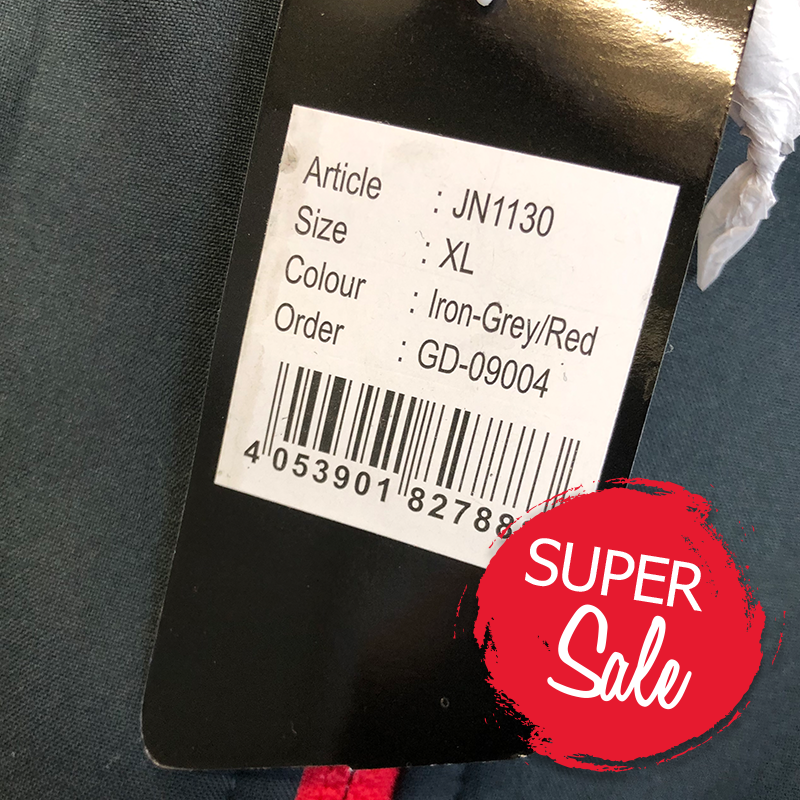 Article : JN1130
Size : XL
Colour : Iron-Grey/Red
Order : GD-09004
4 053901 82788
SUPER
Sale